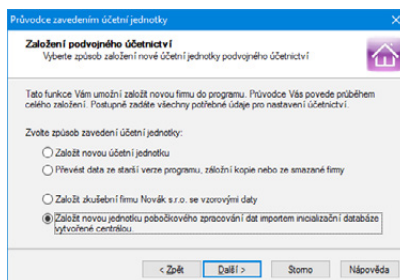 Průvodce zavedením účetní jednotky
Založení podvojného účetnictví
Vyberte způsob založení nové účetní jednotky podvojného účetnictví
Tato funkce Vám umožní založit novou firmu do programu. Průvodce Vás povede průběhem
celého založení. Postupně zadáte všechny potřebné údaje pro nastavení účetnictví.
Zvolte způsob zavedení účetní jednotky:
Založit novou účetní jednotku
Převést data ze starší verze programu, záložní kopie nebo ze smazané firmy
Založit zkušební firmu Novák s.r.o. se vzorovými daty
Založit novou jednotku pobočkového zpracování dat importem inicializační databáze
vytvořené centrálou.
< Zpět
Další >
Storno
Nápověda